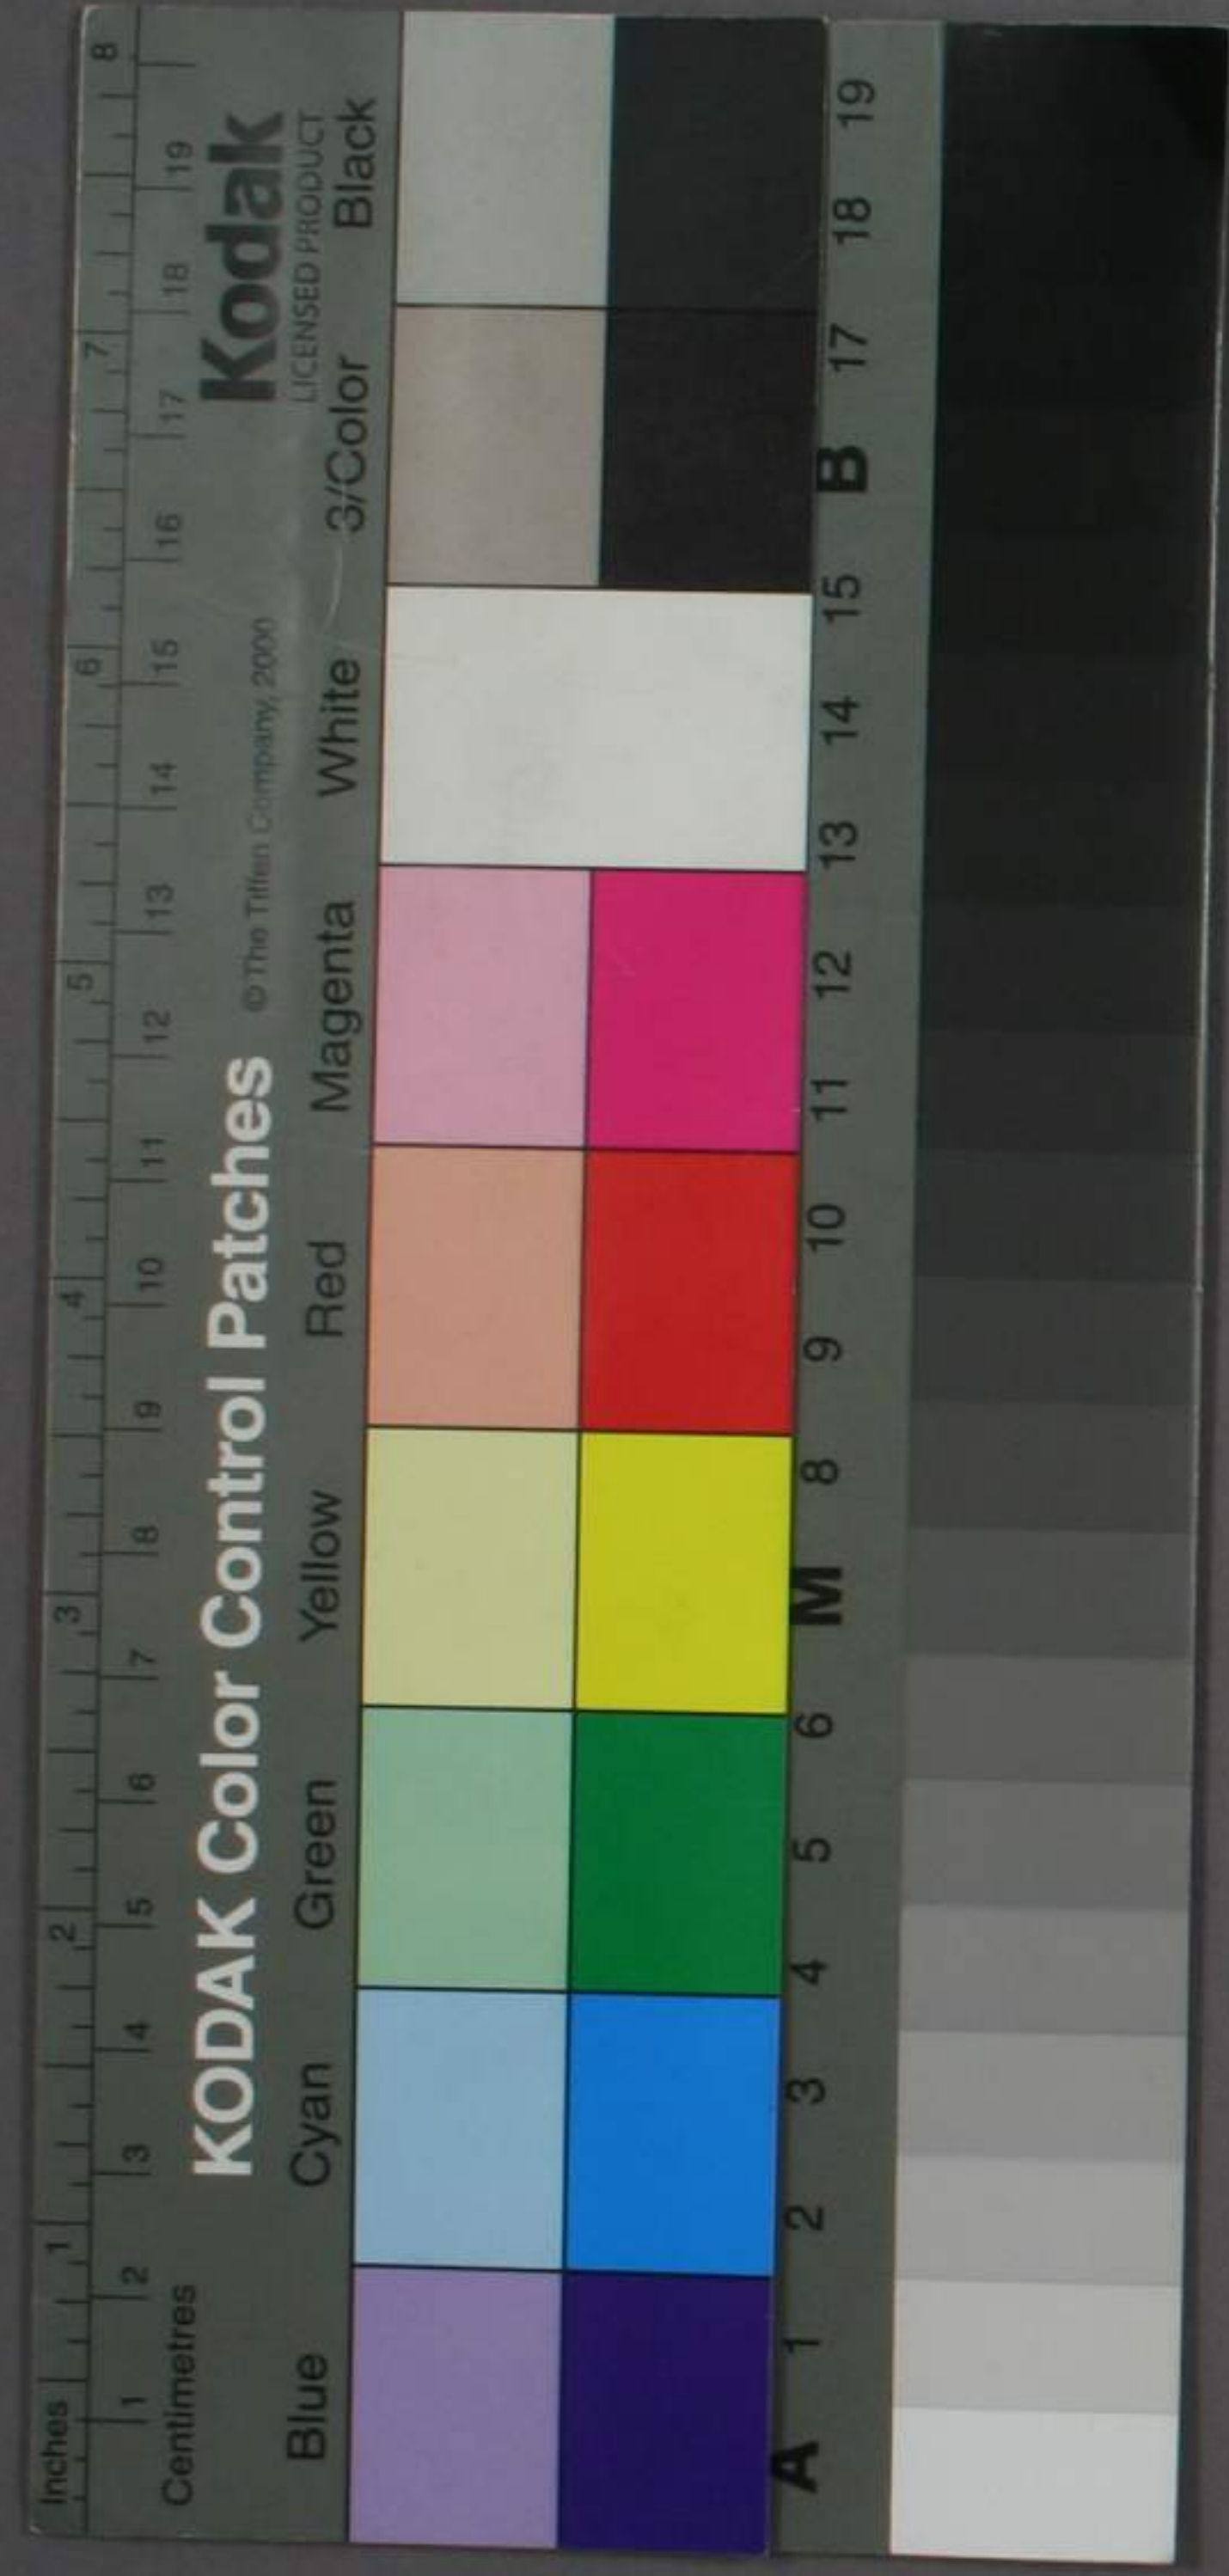 Inches 1 2 3 4 5 6 7 8
1 2 3 4 5 6 7 8 9 10 11 12 13 14 15 16 17 18 19
Centimetres
KODAK Color Control Patches © The Tiffen Company, 2000 Kodak
LICENSED PRODUCT
Blue Cyan Green Yellow Red Magenta White 3/Color Black
A 1 2 3 4 5 6 M 8 9 10 11 12 13 14 15 B 17 18 19